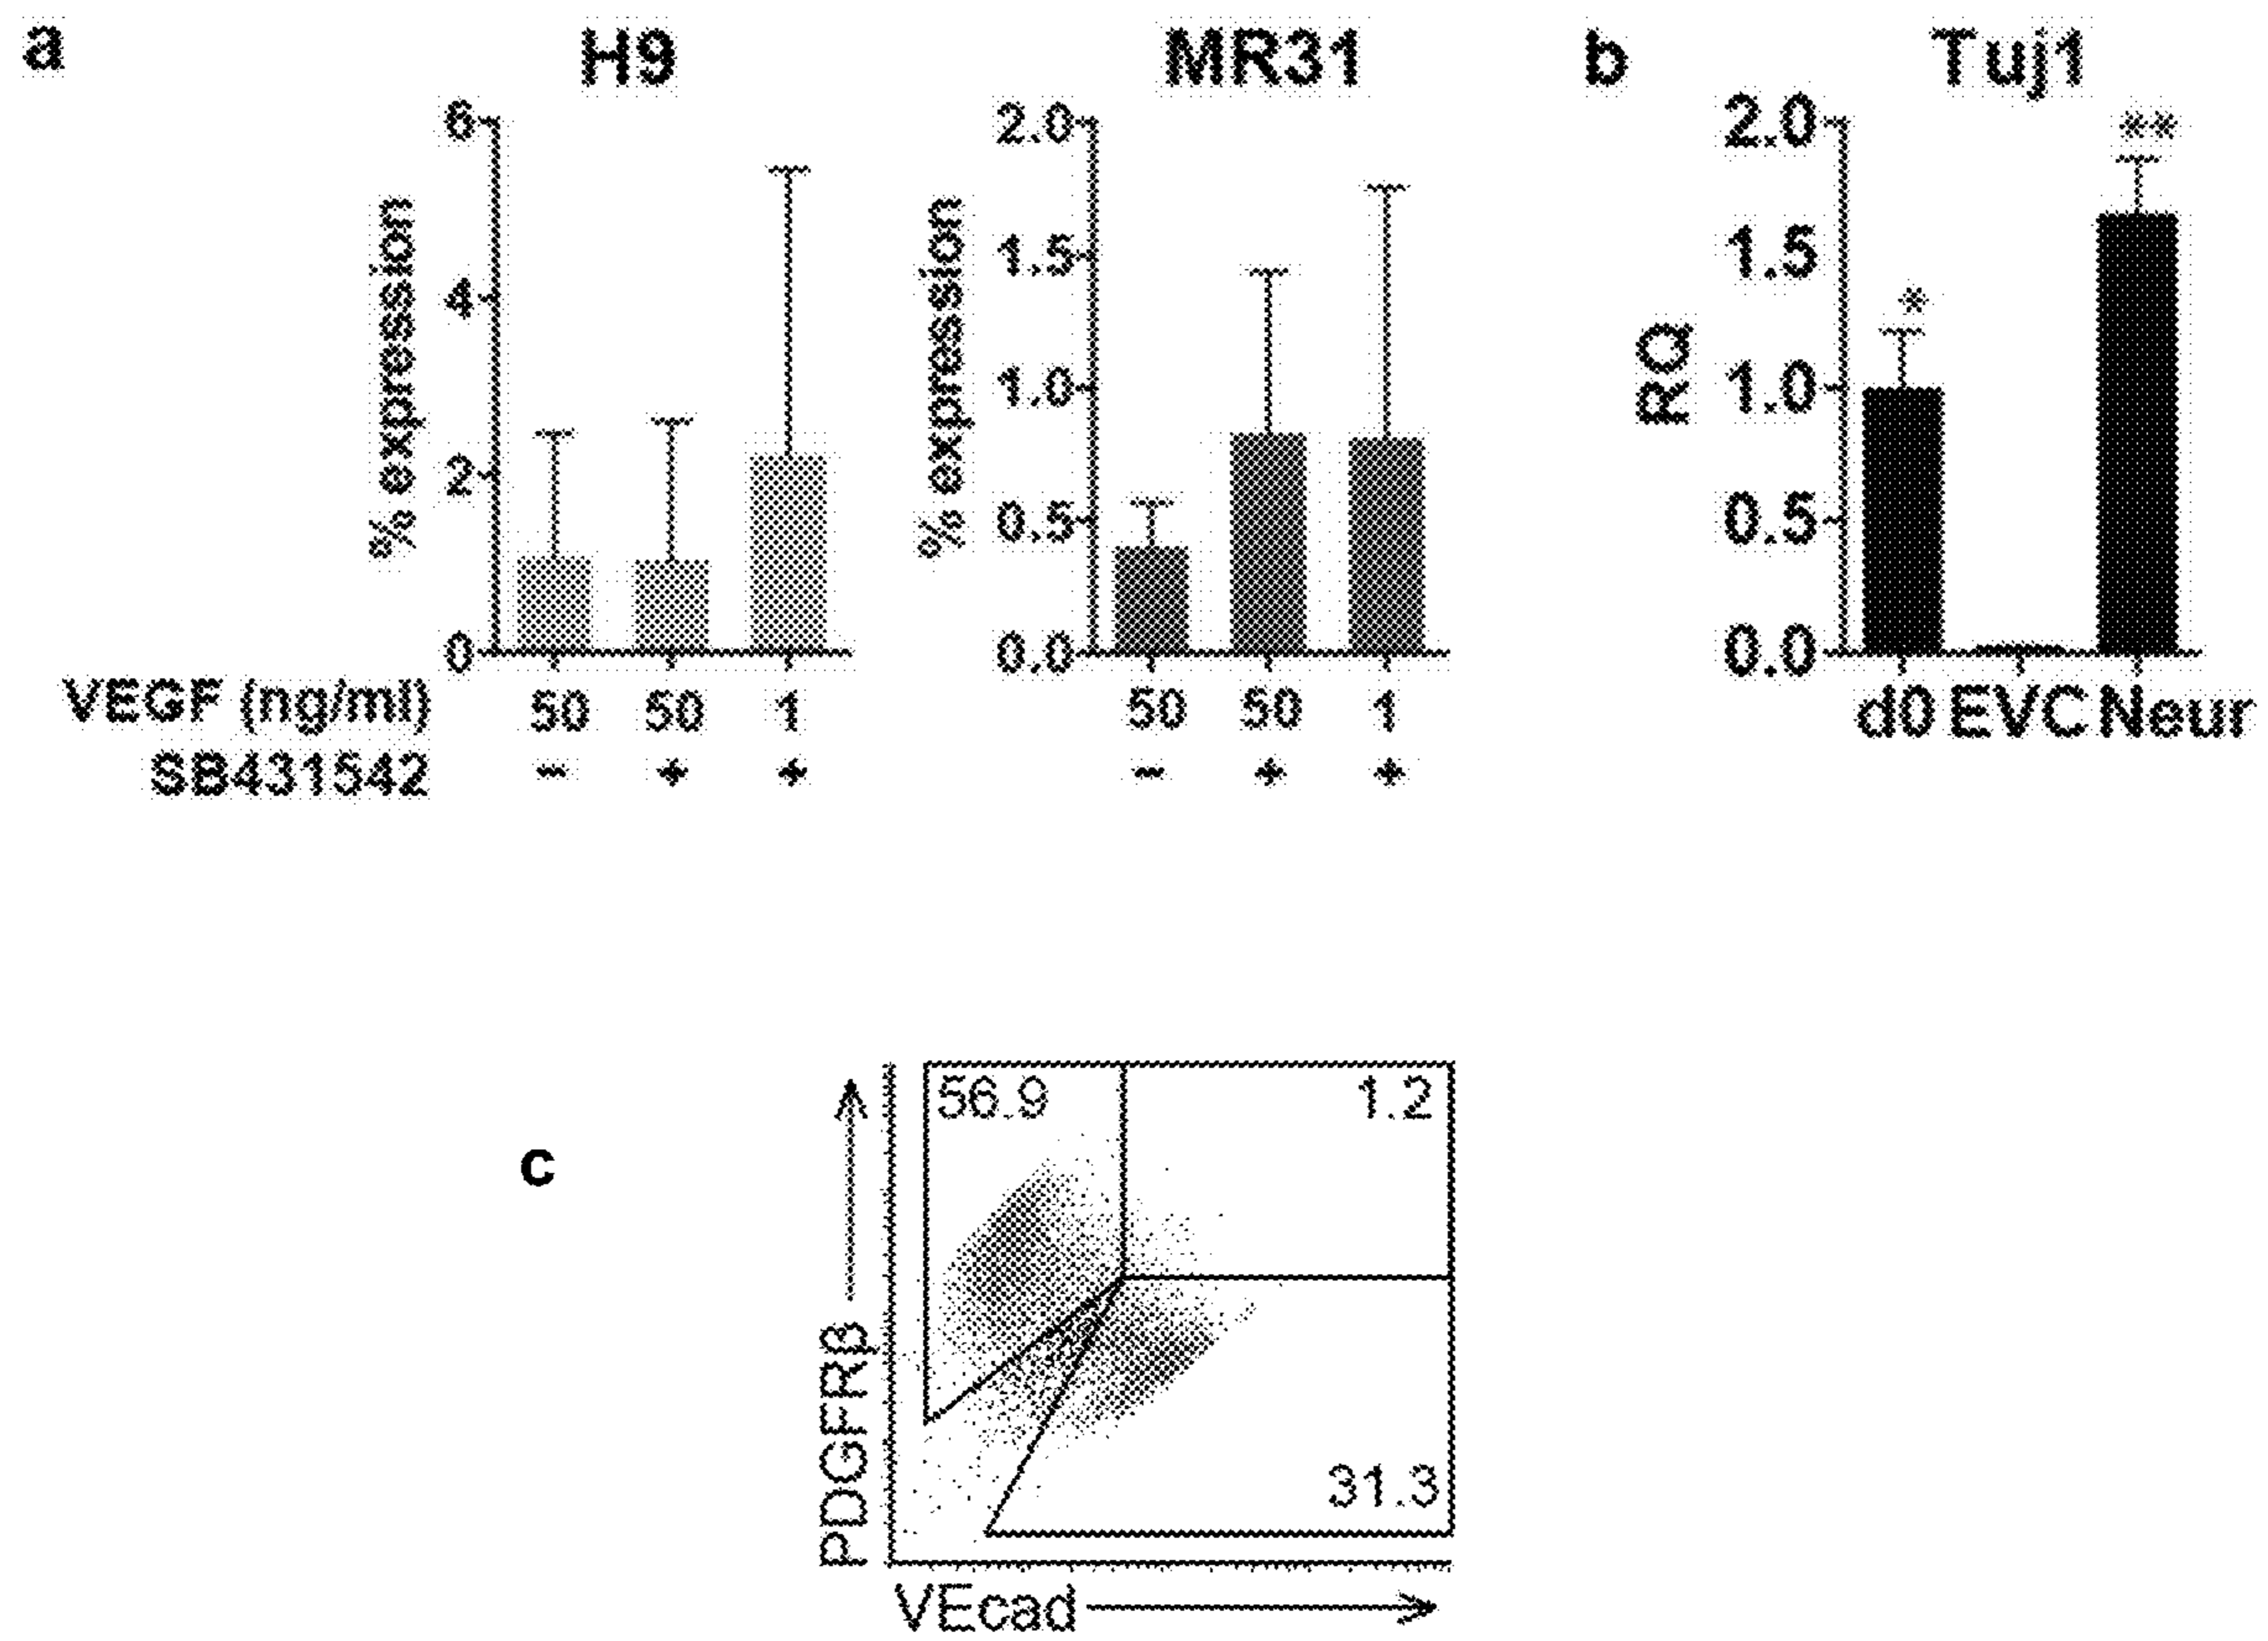 a
H9
% expression
6
4
2
0
MR31
% expression
2.0
1.5
1.0
0.5
0.0
VEGF (ng/ml) 50 50 1 50 50 1
SB431542 – + + – + +
b
Tuj1
RQ
2.0
1.5
1.0
0.5
0.0
*
**
d0 EVC Neur
c
56.9
1.2
31.3
PDGFRβ
VEcad